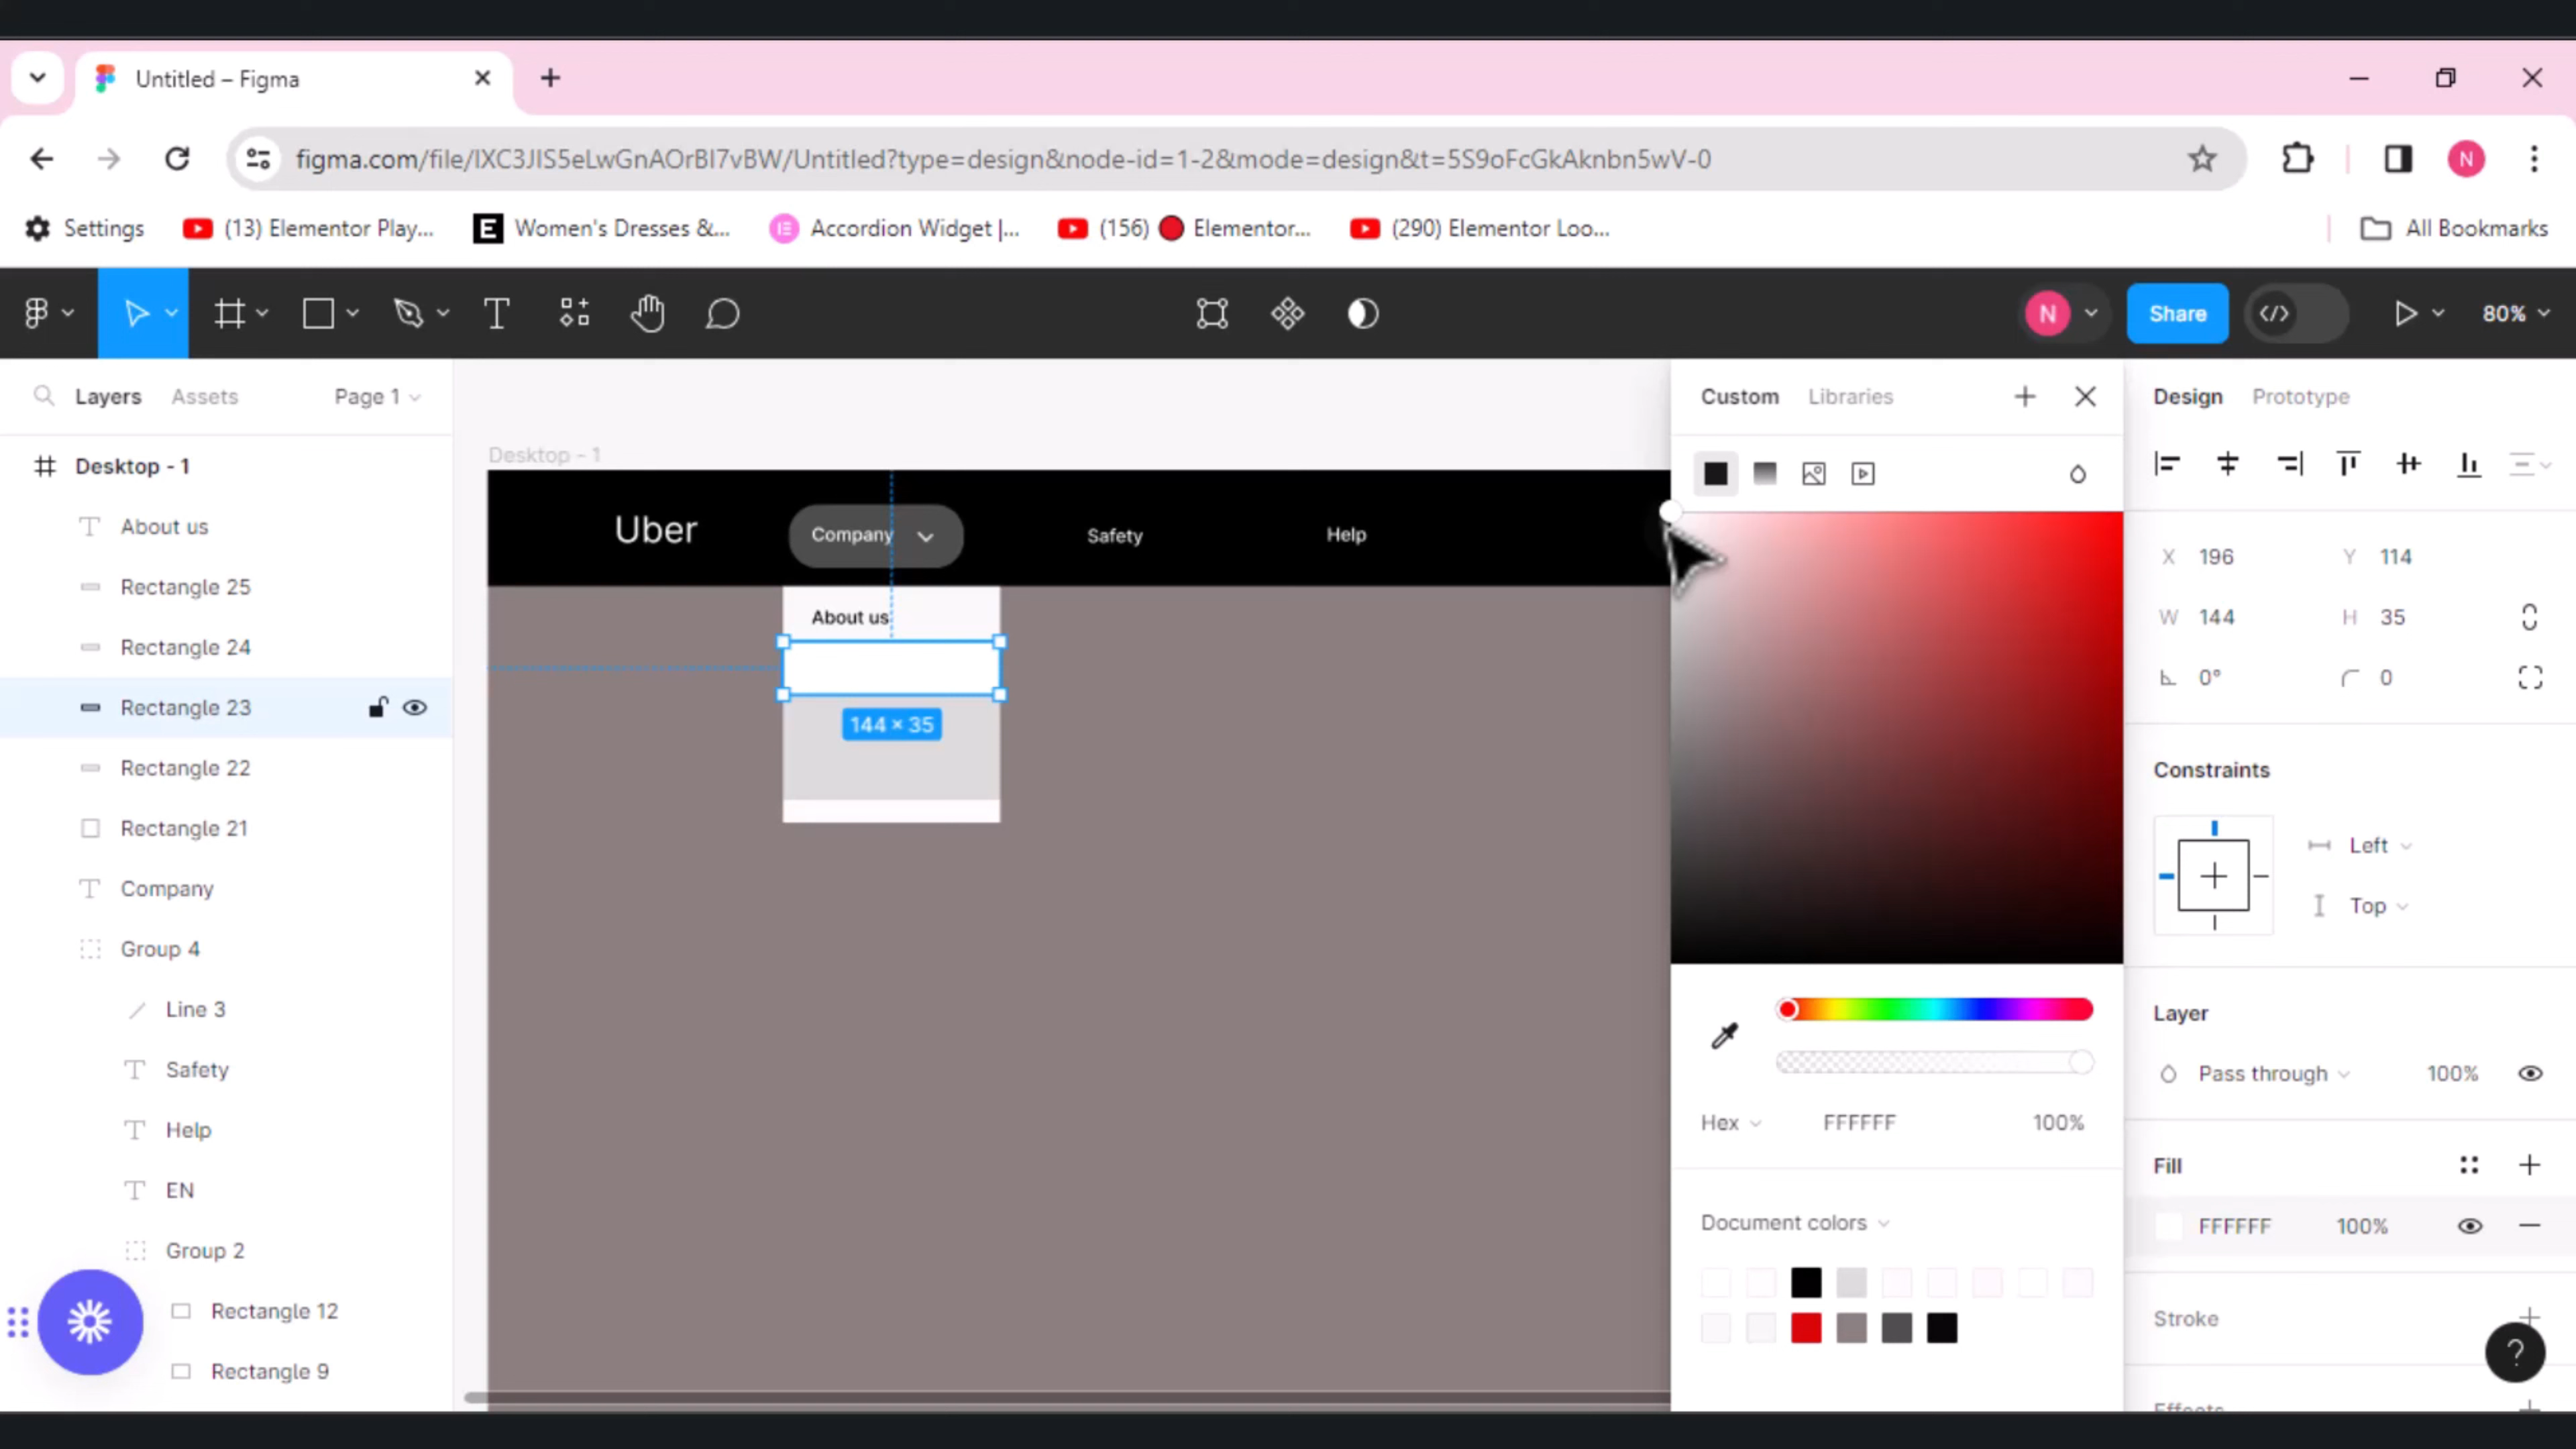 Untitled – Figma
figma.com/file/IXC3JIS5eLwGnAOrBI7vBW/Untitled?type=design&node-id=1-2&mode=design&t=5S9oFcGkAknbn5wV-0
N
Settings
(13) Elementor Play...
E
Women's Dresses &...
Accordion Widget |...
(156)
Elementor...
(290) Elementor Loo...
All Bookmarks
N
Share
80%
Layers
Assets
Page 1
Desktop - 1
About us
Rectangle 25
Rectangle 24
Rectangle 23
Rectangle 22
Rectangle 21
Company
Group 4
Line 3
Safety
Help
EN
Group 2
Rectangle 12
Rectangle 9
Desktop - 1
Uber
Company
Safety
Help
About us
144 × 35
Custom
Libraries
Hex
FFFFFF
100%
Document colors
Design
Prototype
X 196
Y 114
W 144
H 35
0°
0
Constraints
Left
Top
Layer
Pass through
100%
Fill
FFFFFF
100%
Stroke
?
Effects